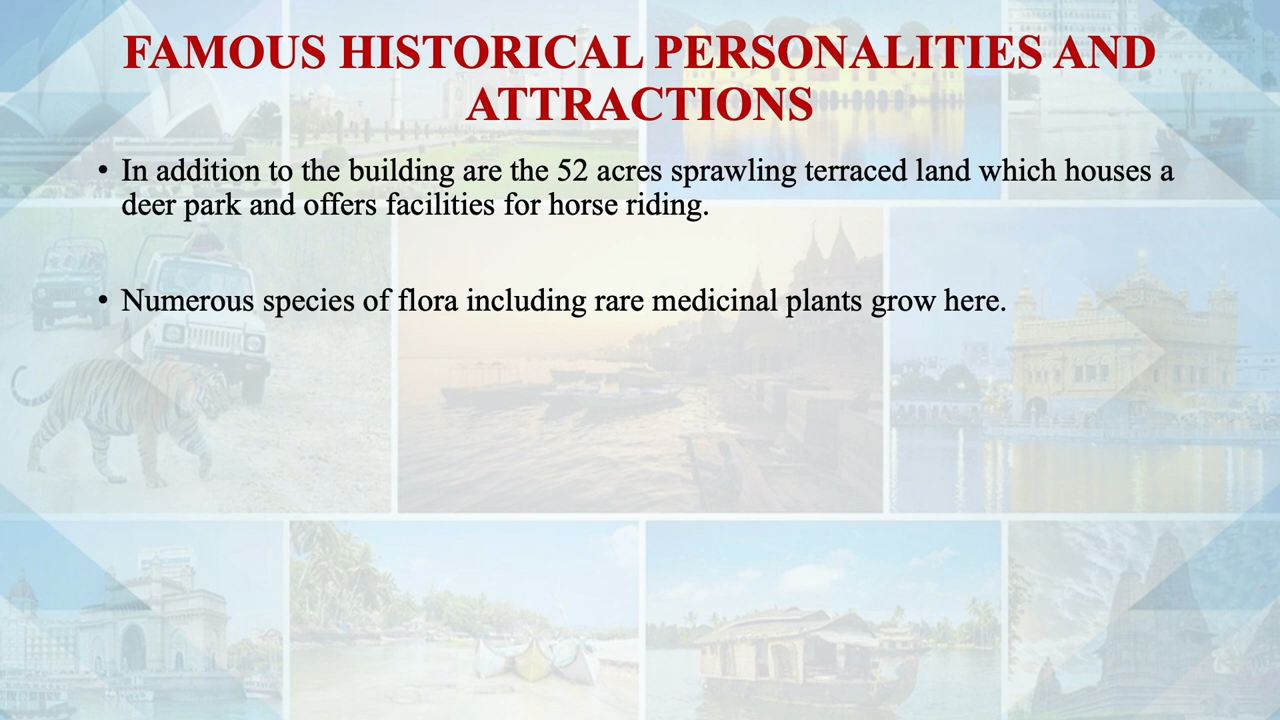 FAMOUS HISTORICAL PERSONALITIES AND
ATTRACTIONS
• In addition to the building are the 52 acres sprawling terraced land which houses a
deer park and offers facilities for horse riding.
• Numerous species of flora including rare medicinal plants grow here.